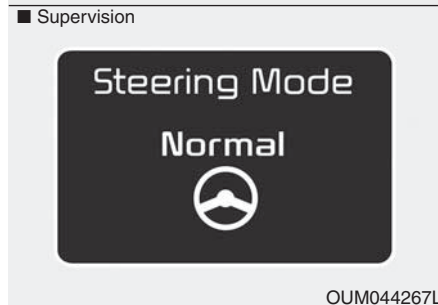 ■ Supervision
Steering Mode
Normal
OUM044267L